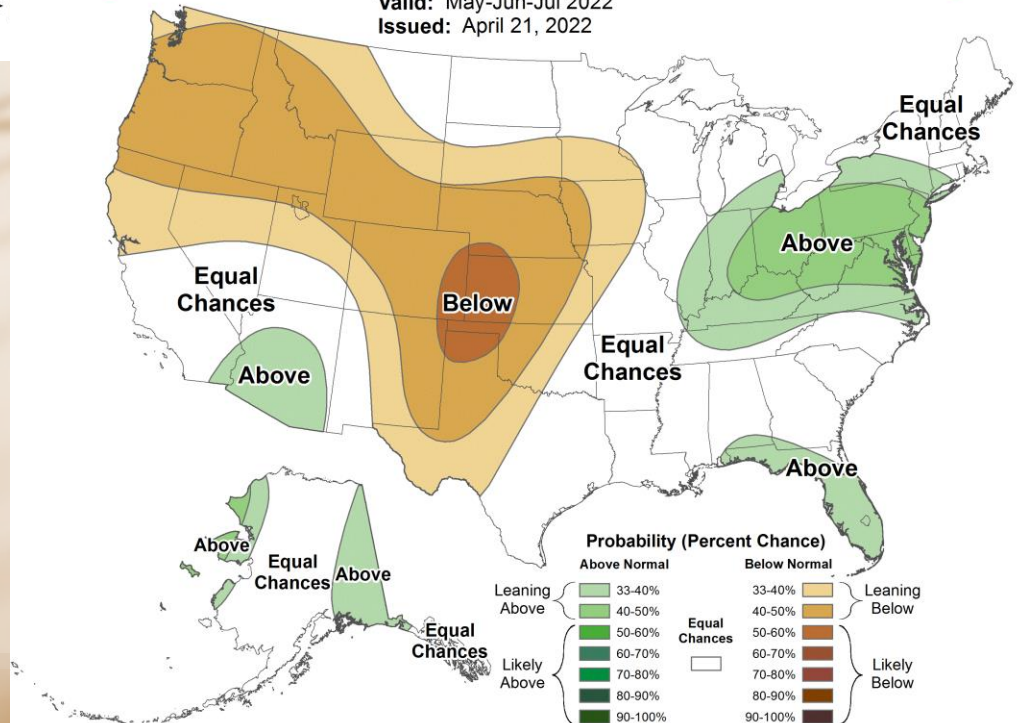 Valid: May-Jun-Jul 2022
Issued: April 21, 2022
Equal
Chances
Above
Equal
Chances
Below
Equal
Chances
Above
Above
Above
Equal
Chances
Above
Equal
Chances
Probability (Percent Chance)
Above Normal
Below Normal
Leaning
Above
33-40%
40-50%
Likely
Above
50-60%
60-70%
70-80%
80-90%
90-100%
Equal
Chances
33-40%
40-50%
Leaning
Below
50-60%
60-70%
70-80%
80-90%
90-100%
Likely
Below